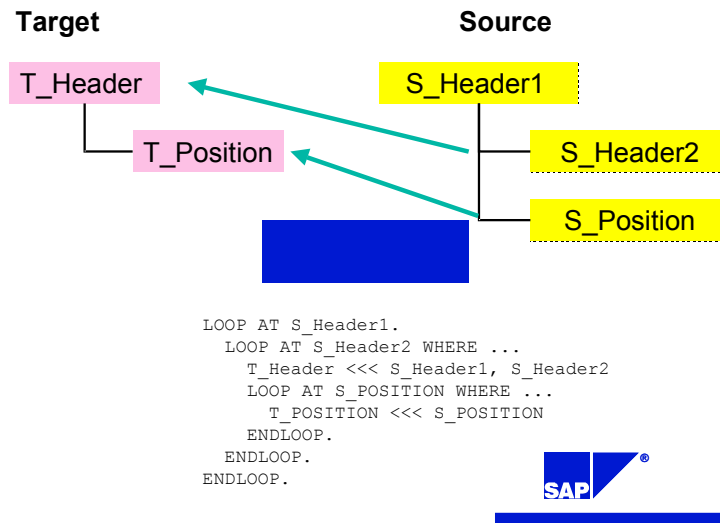 Target
Source
T_Header
S_Header1
T_Position
S_Header2
S_Position
LOOP AT S_Header1.
LOOP AT S_Header2 WHERE ...
T_Header <<< S_Header1, S_Header2
LOOP AT S_POSITION WHERE ...
T_POSITION <<< S_POSITION
ENDLOOP.
ENDLOOP.
ENDLOOP.
SAP ®